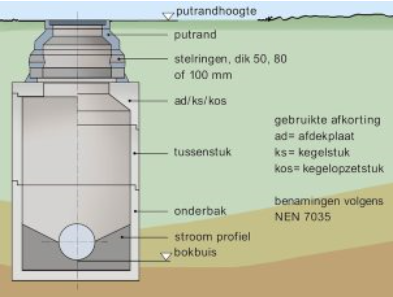 putrandhoogte
putrand
stelringen, dik 50, 80
of 100 mm
ad/ks/kos
tussenstuk
onderbak
stroom profiel
bokbuis
gebruikte afkorting
ad= afdekplaat
ks= kegelstuk
kos= kegelopzetstuk
benamingen volgens
NEN 7035